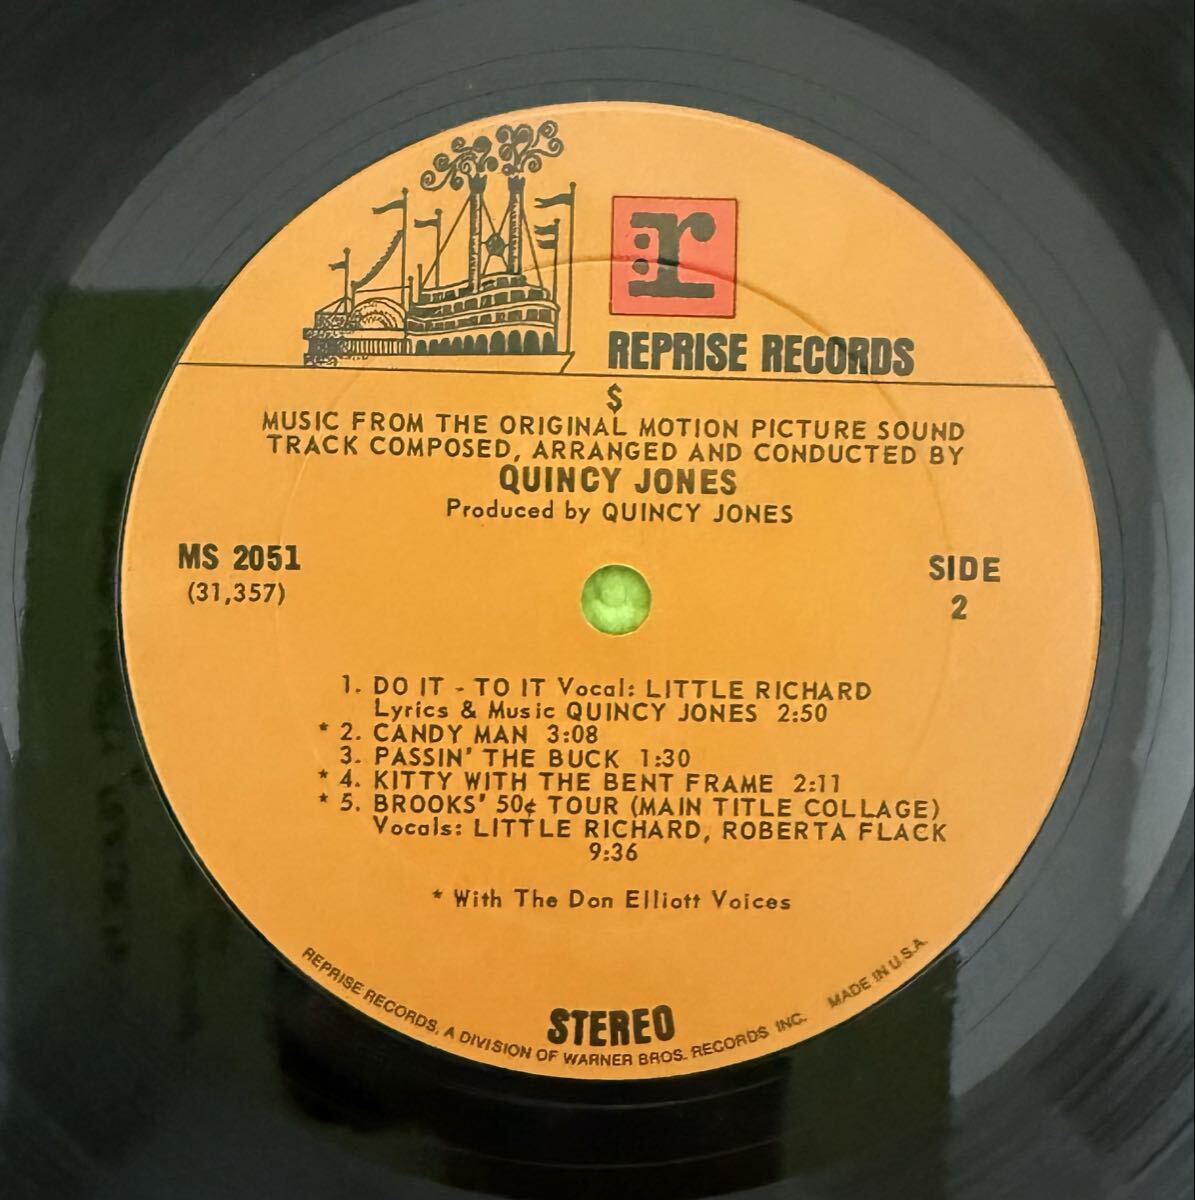 r
REPRISE RECORDS
$
MUSIC FROM THE ORIGINAL MOTION PICTURE SOUND
TRACK COMPOSED, ARRANGED AND CONDUCTED BY
QUINCY JONES
Produced by QUINCY JONES
MS 2051
(31,357)
SIDE
2
1. DO IT - TO IT Vocal: LITTLE RICHARD
Lyrics & Music QUINCY JONES 2:50
* 2. CANDY MAN 3:08
3. PASSIN' THE BUCK 1:30
* 4. KITTY WITH THE BENT FRAME 2:11
* 5. BROOKS' 50¢ TOUR (MAIN TITLE COLLAGE)
Vocals: LITTLE RICHARD, ROBERTA FLACK
9:36
* With The Don Elliott Voices
STEREO
REPRISE RECORDS, A DIVISION OF WARNER BROS. RECORDS INC. MADE IN U.S.A.